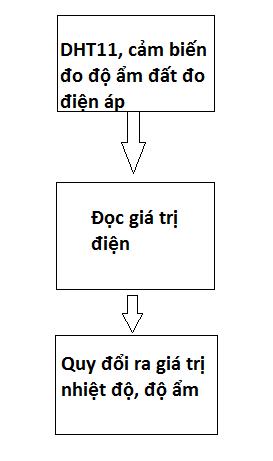 DHT11, cảm biến
đo độ ẩm đất đo
điện áp
Đọc giá trị
điện
Quy đổi ra giá trị
nhiệt độ, độ ẩm